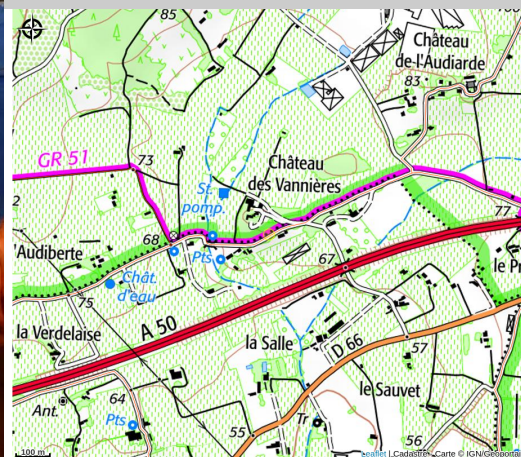 85
Château
de-l'Audiarde
83
GR 51
73
Château
des Vannières
St.
pomp.
2
77
68
'Audiberte
Pts
67
le Pr
Chât.
d'eau
75
A 50
la Verdelaise
la Salle
D 66
57
le Sauvet
Ant.
64
Pts
Tr
55
56
100 m
Leaflet | Cadastre - Carte © IGN/Geoportail